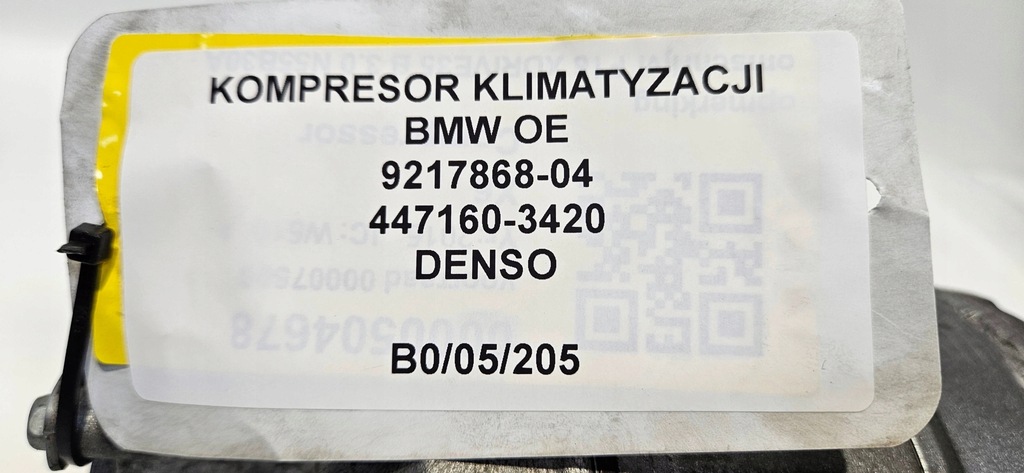 KOMPRESOR KLIMATYZACJI
BMW OE
9217868-04
447160-3420
DENSO
B0/05/205